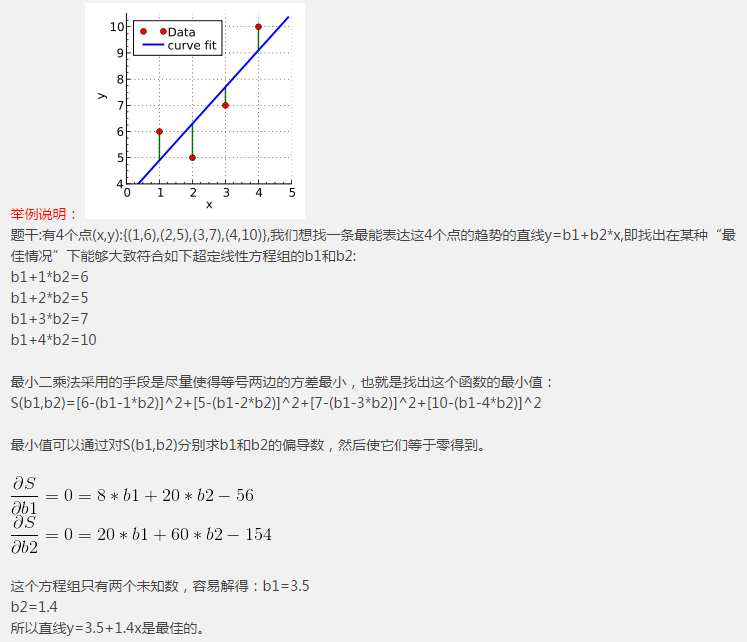 10
9
8
7
6
5
4
y
Data
curve fit
0 1 2 3 4 5
x
举例说明：
题干:有4个点(x,y):{(1,6),(2,5),(3,7),(4,10)},我们想找一条最能表达这4个点的趋势的直线y=b1+b2*x,即找出在某种“最
佳情况”下能够大致符合如下超定线性方程组的b1和b2:
b1+1*b2=6
b1+2*b2=5
b1+3*b2=7
b1+4*b2=10
最小二乘法采用的手段是尽量使得等号两边的方差最小，也就是找出这个函数的最小值：
S(b1,b2)=[6-(b1-1*b2)]^2+[5-(b1-2*b2)]^2+[7-(b1-3*b2)]^2+[10-(b1-4*b2)]^2
最小值可以通过对S(b1,b2)分别求b1和b2的偏导数，然后使它们等于零得到。
∂S/∂b1 = 0 = 8 * b1 + 20 * b2 − 56
∂S/∂b2 = 0 = 20 * b1 + 60 * b2 − 154
这个方程组只有两个未知数，容易解得：b1=3.5
b2=1.4
所以直线y=3.5+1.4x是最佳的。